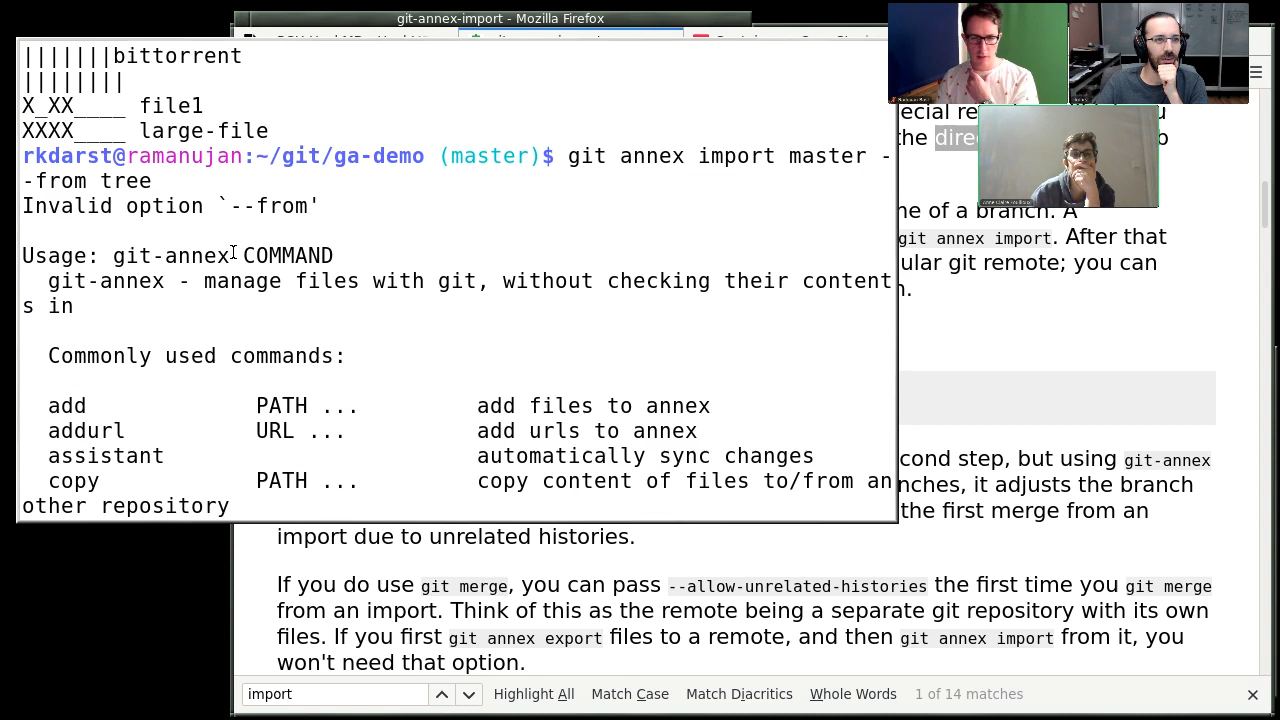 git-annex-import - Mozilla Firefox
|||||||bittorrent
||||||||
X_XX____ file1
XXXX____ large-file
rkdarst@ramanujan:~/git/ga-demo (master)$ git annex import master -
-from tree
Invalid option `--from'
Usage: git-annex COMMAND
git-annex - manage files with git, without checking their content
s in
Commonly used commands:
add PATH ... add files to annex
addurl URL ... add urls to annex
assistant automatically sync changes
copy PATH ... copy content of files to/from an
other repository
the direc
ne of a branch. A
git annex import. After that
ular git remote; you can
n.
cond step, but using git-annex
nches, it adjusts the branch
the first merge from an
import due to unrelated histories.
If you do use git merge, you can pass --allow-unrelated-histories the first time you git merge
from an import. Think of this as the remote being a separate git repository with its own
files. If you first git annex export files to a remote, and then git annex import from it, you
won't need that option.
import Highlight All Match Case Match Diacritics Whole Words 1 of 14 matches